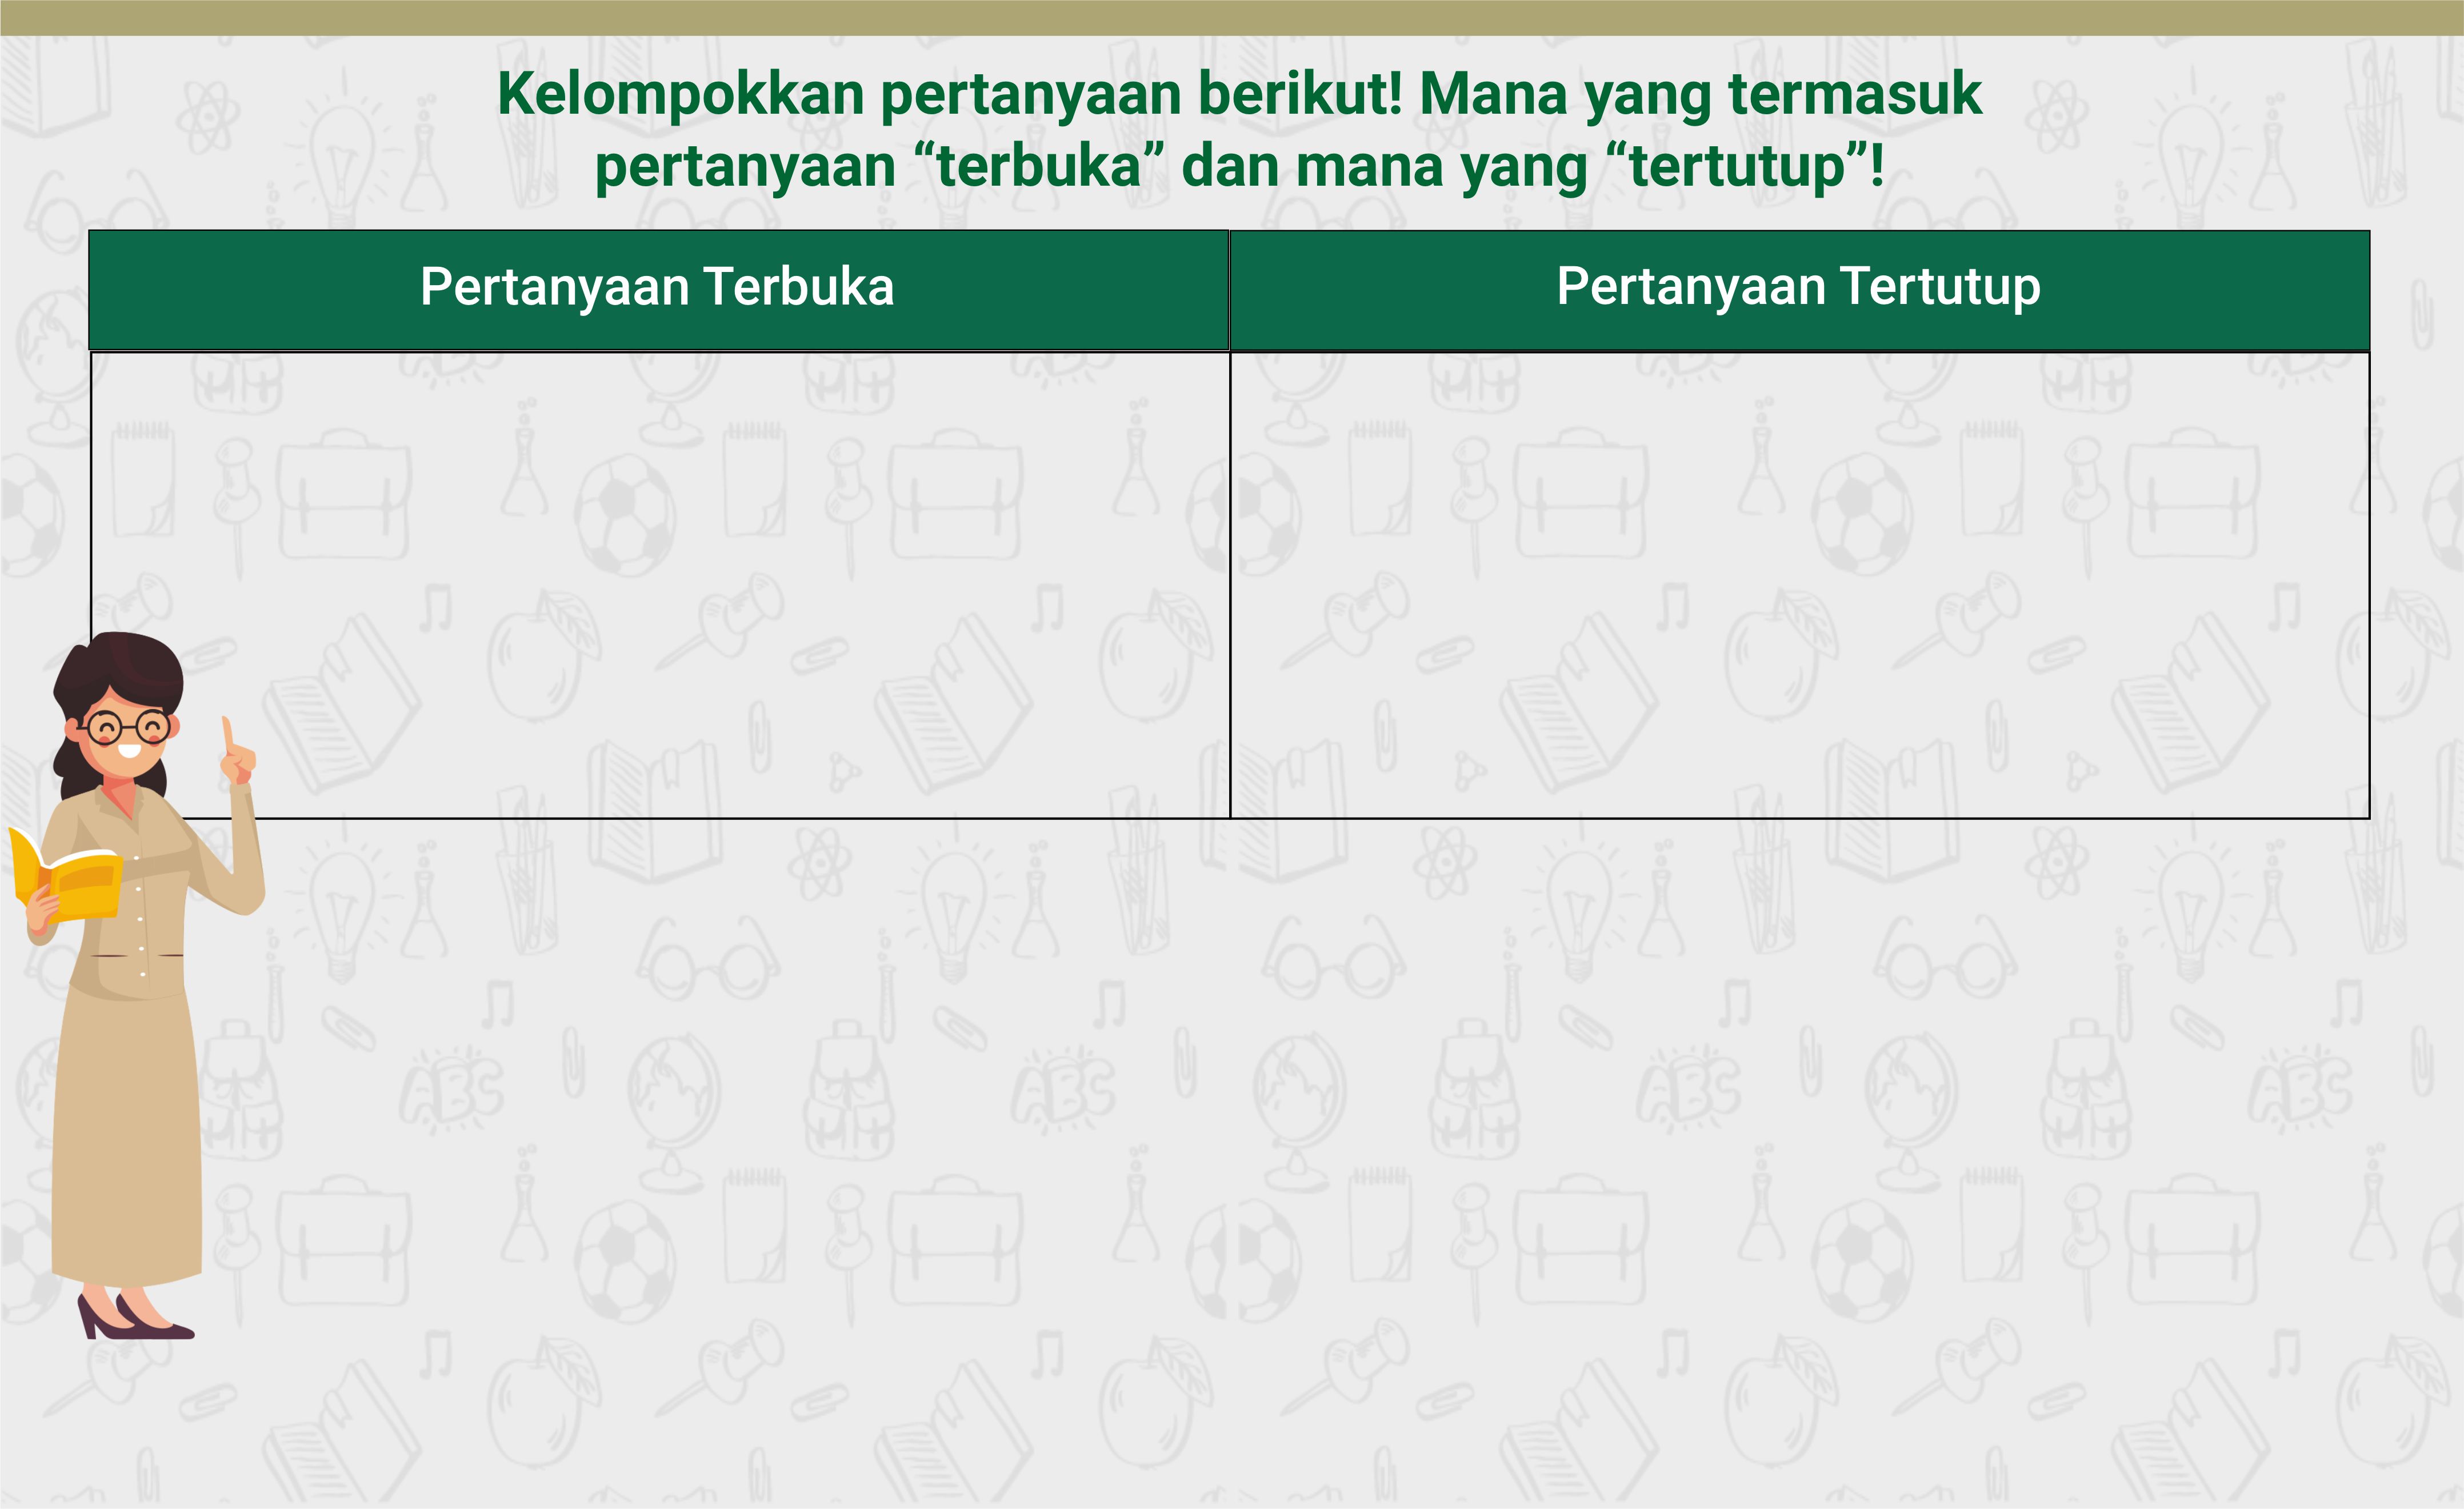 Kelompokkan pertanyaan berikut! Mana yang termasuk
pertanyaan “terbuka” dan mana yang “tertutup”!
Pertanyaan Terbuka
Pertanyaan Tertutup
ABC
ABC
ABC
ABC